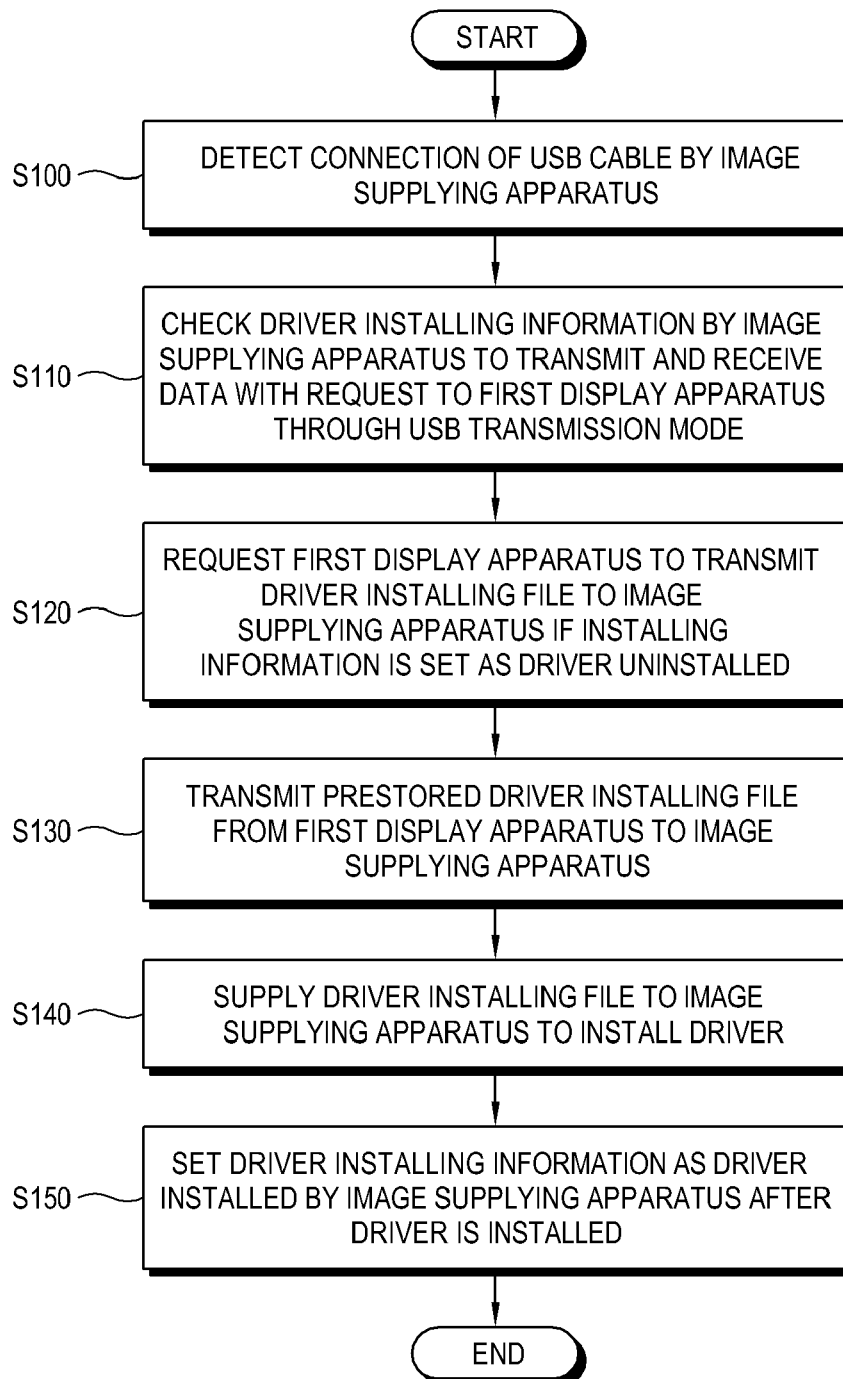 START
S100
DETECT CONNECTION OF USB CABLE BY IMAGE
SUPPLYING APPARATUS
S110
CHECK DRIVER INSTALLING INFORMATION BY IMAGE
SUPPLYING APPARATUS TO TRANSMIT AND RECEIVE
DATA WITH REQUEST TO FIRST DISPLAY APPARATUS
THROUGH USB TRANSMISSION MODE
S120
REQUEST FIRST DISPLAY APPARATUS TO TRANSMIT
DRIVER INSTALLING FILE TO IMAGE
SUPPLYING APPARATUS IF INSTALLING
INFORMATION IS SET AS DRIVER UNINSTALLED
S130
TRANSMIT PRESTORED DRIVER INSTALLING FILE
FROM FIRST DISPLAY APPARATUS TO IMAGE
SUPPLYING APPARATUS
S140
SUPPLY DRIVER INSTALLING FILE TO IMAGE
SUPPLYING APPARATUS TO INSTALL DRIVER
S150
SET DRIVER INSTALLING INFORMATION AS DRIVER
INSTALLED BY IMAGE SUPPLYING APPARATUS AFTER
DRIVER IS INSTALLED
END